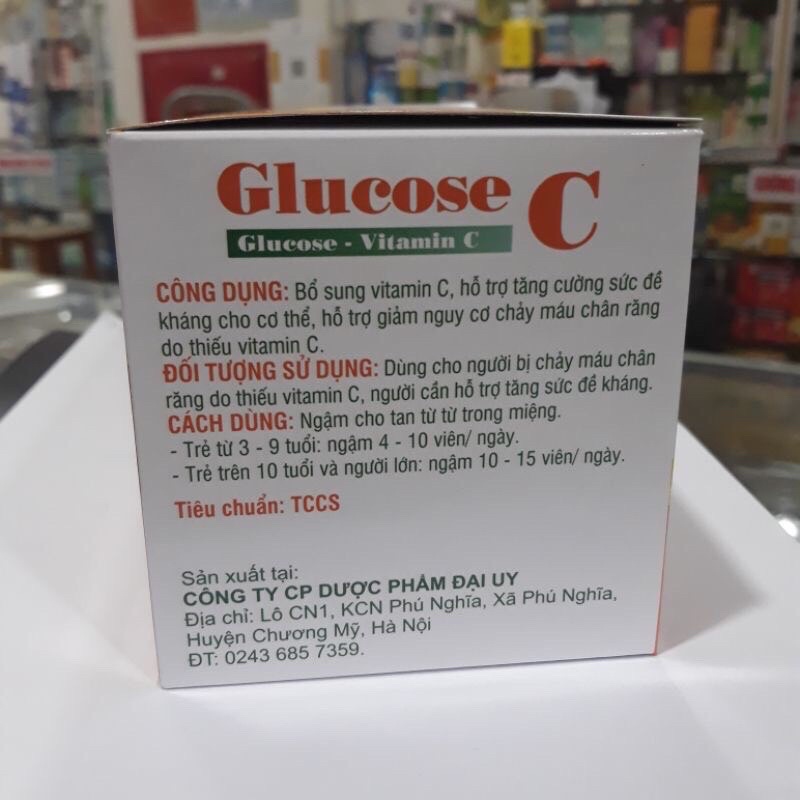 Glucose C
Glucose - Vitamin C
CÔNG DỤNG: Bổ sung vitamin C, hỗ trợ tăng cường sức đề
kháng cho cơ thể, hỗ trợ giảm nguy cơ chảy máu chân răng
do thiếu vitamin C.
ĐỐI TƯỢNG SỬ DỤNG: Dùng cho người bị chảy máu chân
răng do thiếu vitamin C, người cần hỗ trợ tăng sức đề kháng.
CÁCH DÙNG: Ngậm cho tan từ từ trong miệng.
- Trẻ từ 3 - 9 tuổi: ngậm 4 - 10 viên/ ngày.
- Trẻ trên 10 tuổi và người lớn: ngậm 10 - 15 viên/ ngày.
Tiêu chuẩn: TCCS
Sản xuất tại:
CÔNG TY CP DƯỢC PHẨM ĐẠI UY
Địa chỉ: Lô CN1, KCN Phú Nghĩa, Xã Phú Nghĩa,
Huyện Chương Mỹ, Hà Nội
ĐT: 0243 685 7359.